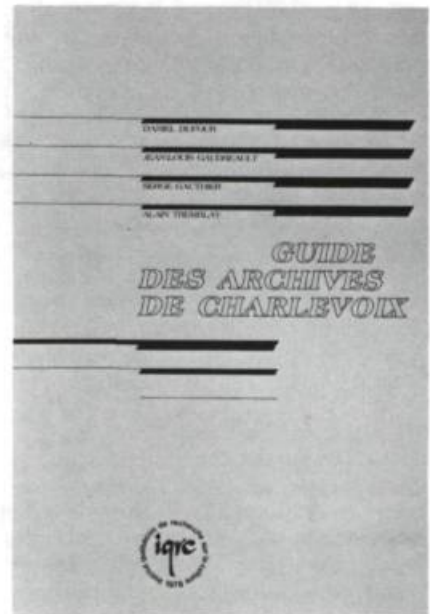 DANIEL DUFOUR
JEAN-LOUIS GAUDREAULT
SERGE GAUTHIER
ALAIN TREMBLAY
GUIDE
DES ARCHIVES
DE CHARLEVOIX
iqrc